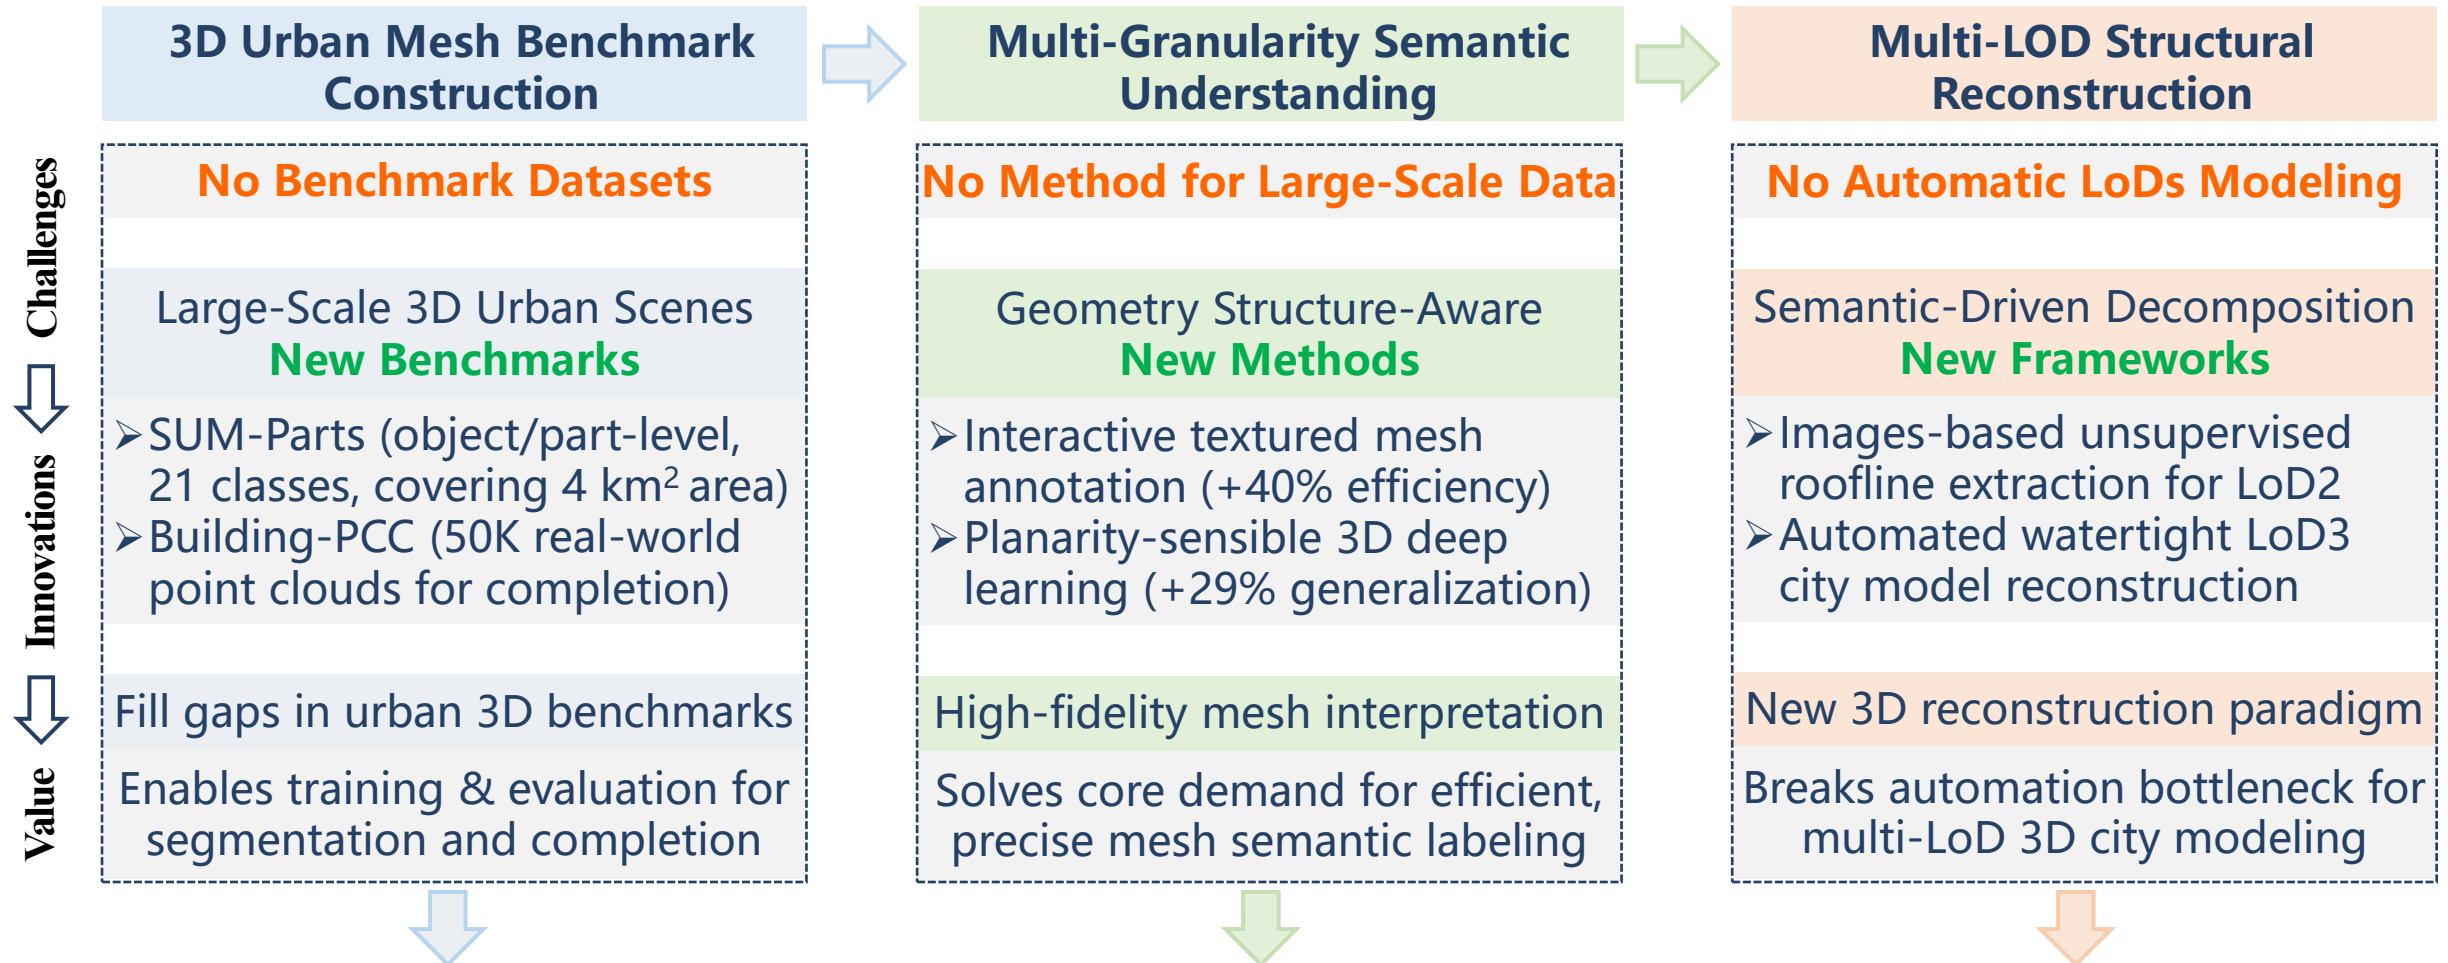 3D Urban Mesh Benchmark
Construction
Multi-Granularity Semantic
Understanding
Multi-LOD Structural
Reconstruction
Challenges
Innovations
Value
No Benchmark Datasets
Large-Scale 3D Urban Scenes
New Benchmarks
➢SUM-Parts (object/part-level,
21 classes, covering 4 km² area)
➢Building-PCC (50K real-world
point clouds for completion)
Fill gaps in urban 3D benchmarks
Enables training & evaluation for
segmentation and completion
No Method for Large-Scale Data
Geometry Structure-Aware
New Methods
➢Interactive textured mesh
annotation (+40% efficiency)
➢Planarity-sensible 3D deep
learning (+29% generalization)
High-fidelity mesh interpretation
Solves core demand for efficient,
precise mesh semantic labeling
No Automatic LoDs Modeling
Semantic-Driven Decomposition
New Frameworks
➢Images-based unsupervised
roofline extraction for LoD2
➢Automated watertight LoD3
city model reconstruction
New 3D reconstruction paradigm
Breaks automation bottleneck for
multi-LoD 3D city modeling